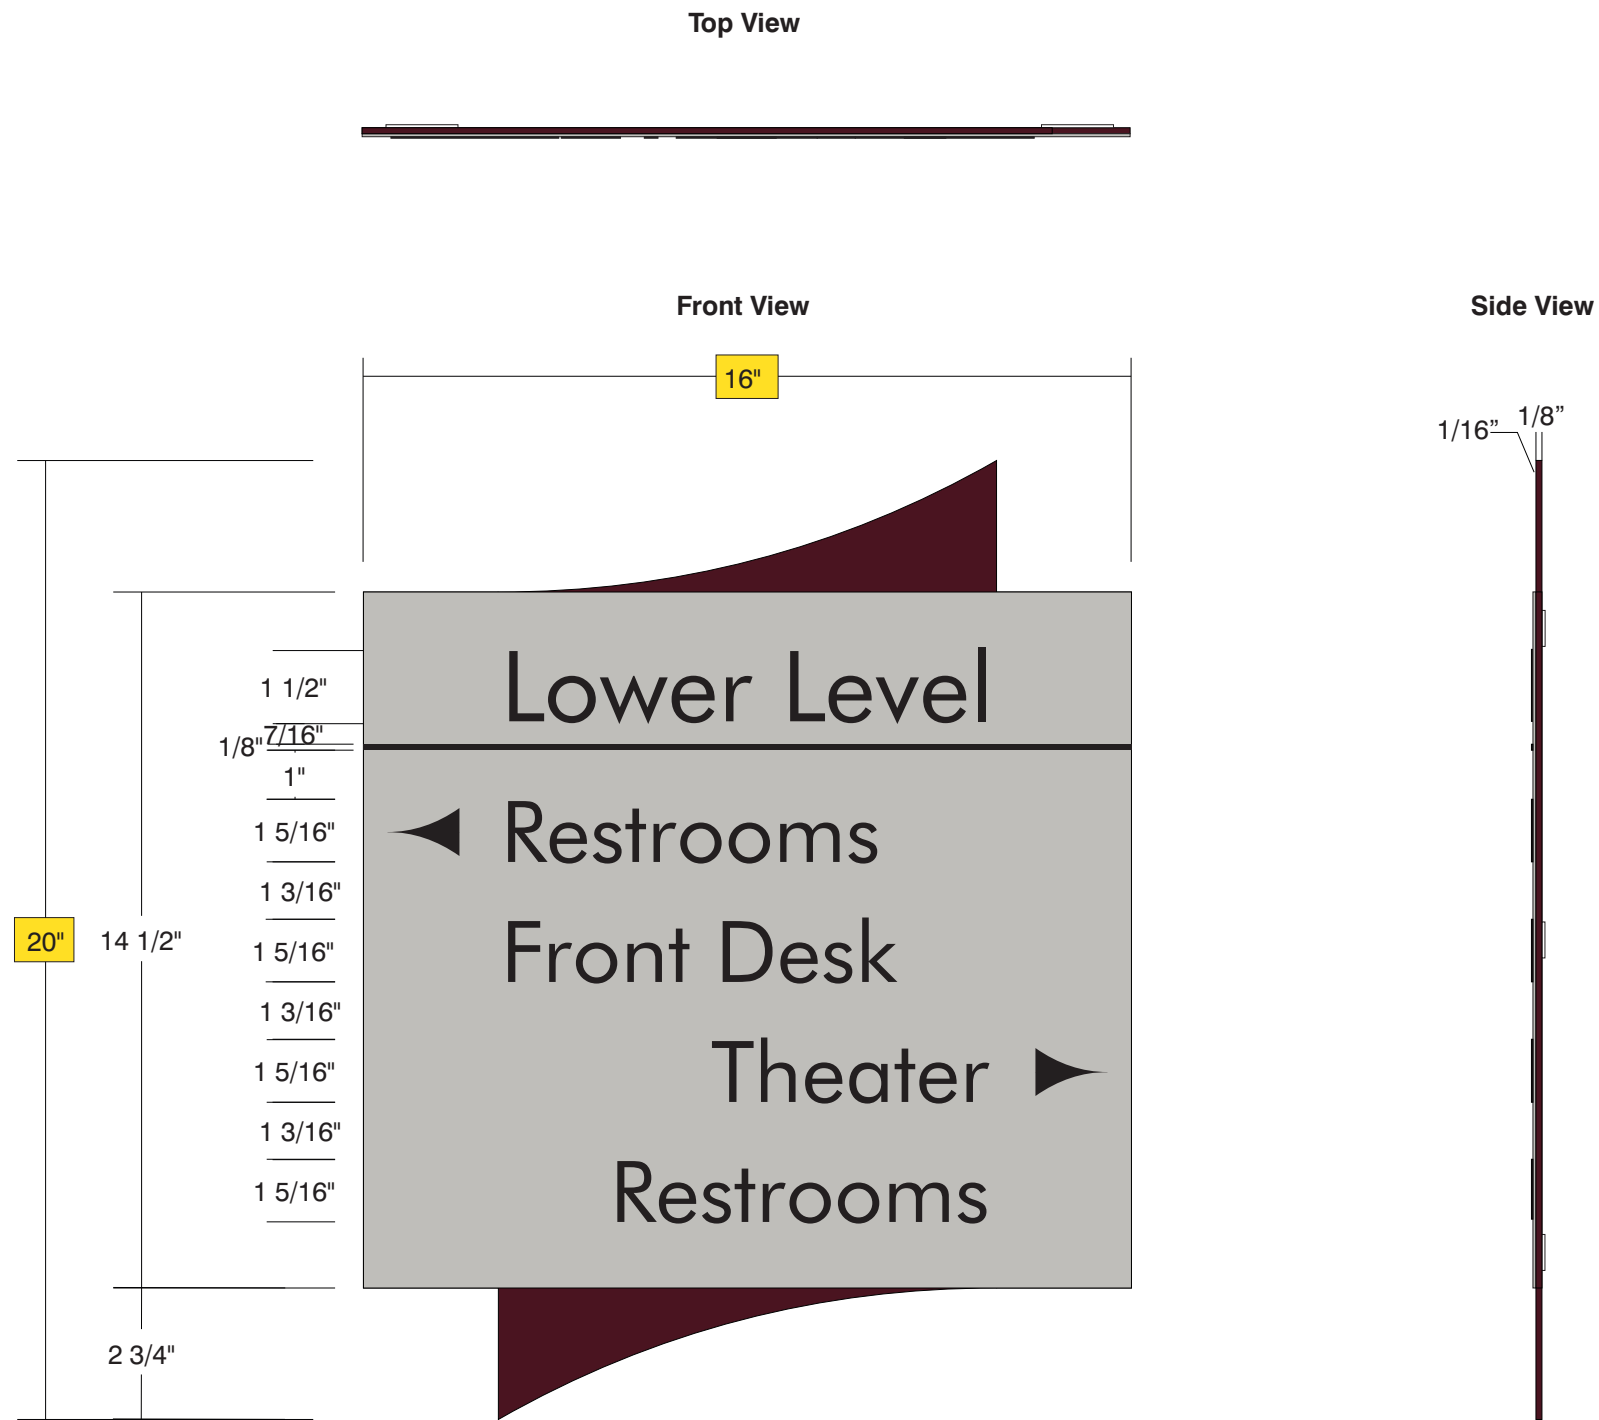 Top View
Front View
Side View
16"
1/16” 1/8”
Lower Level
1 1/2"
7/16"
1/8"
1"
Restrooms
1 5/16"
1 3/16"
Front Desk
20"
14 1/2"
1 5/16"
1 3/16"
Theater
1 5/16"
1 3/16"
Restrooms
1 5/16"
2 3/4"